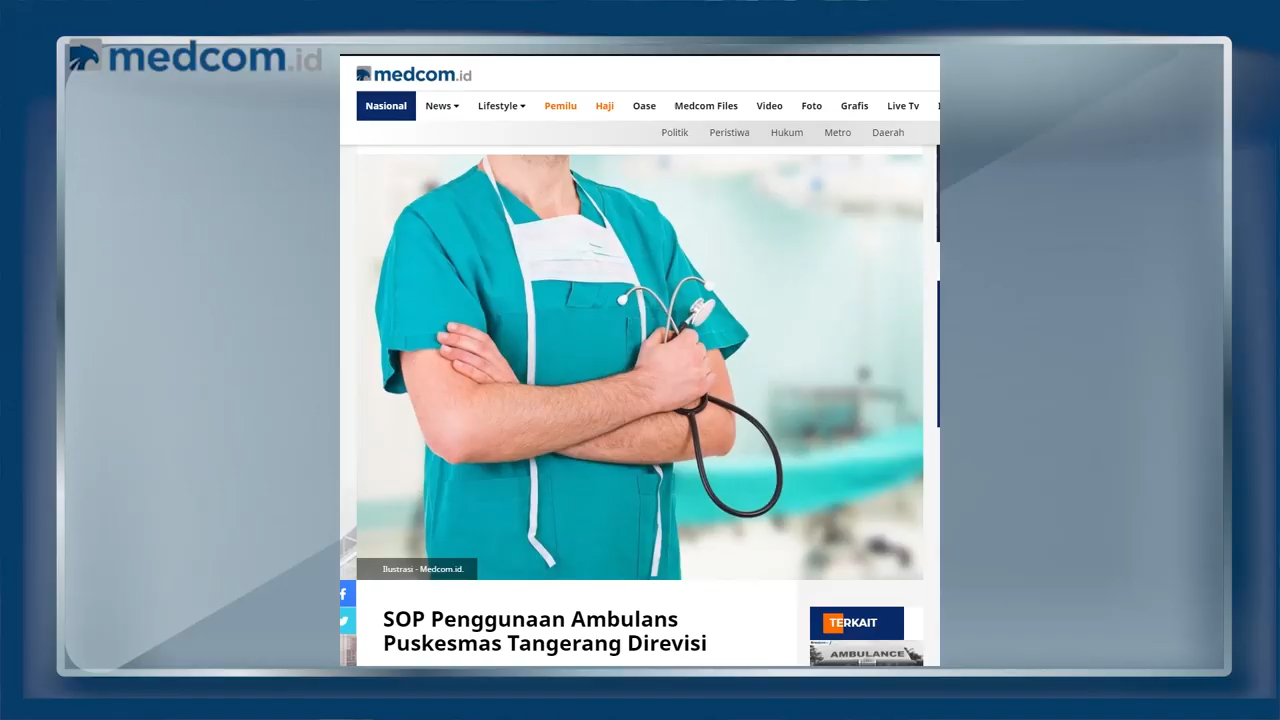 medcom.id
medcom.id
Nasional News Lifestyle Pemilu Haji Oase Medcom Files Video Foto Grafis Live Tv
Politik Peristiwa Hukum Metro Daerah
Ilustrasi - Medcom.id.
SOP Penggunaan Ambulans
Puskesmas Tangerang Direvisi
TERKAIT
AMBULANCE